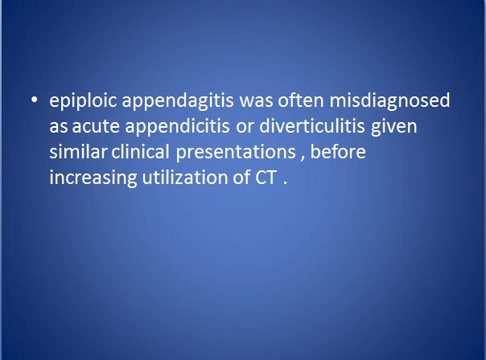 • epiploic appendagitis was often misdiagnosed
as acute appendicitis or diverticulitis given
similar clinical presentations , before
increasing utilization of CT .